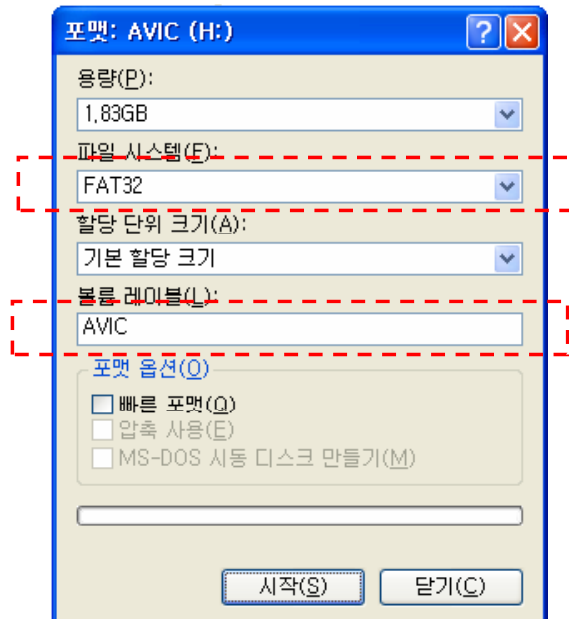 포맷: AVIC (H:)
용량(P):
1,83GB
파일 시스템(F):
FAT32
할당 단위 크기(A):
기본 할당 크기
볼륨 레이블(L):
AVIC
포맷 옵션(O)
빠른 포맷(Q)
압축 사용(E)
MS-DOS 시동 디스크 만들기(M)
시작(S) 닫기(C)